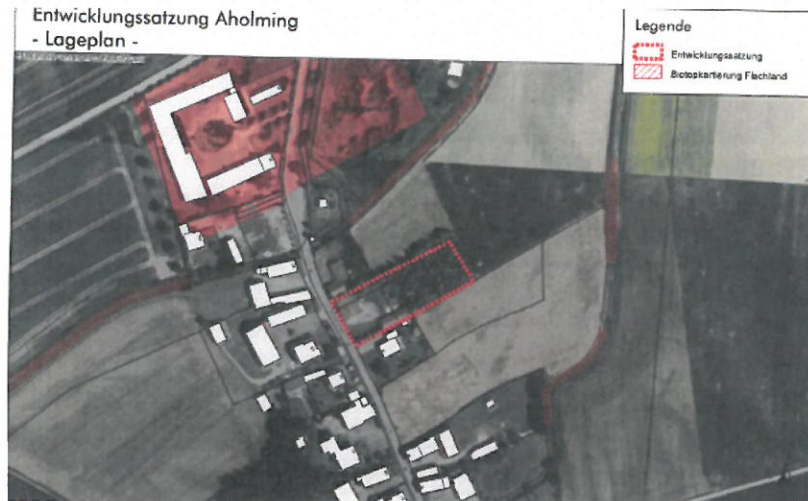 Entwicklungssatzung Aholming
- Lageplan -
Legende
Entwicklungssatzung
Biotopkartierung Flachland